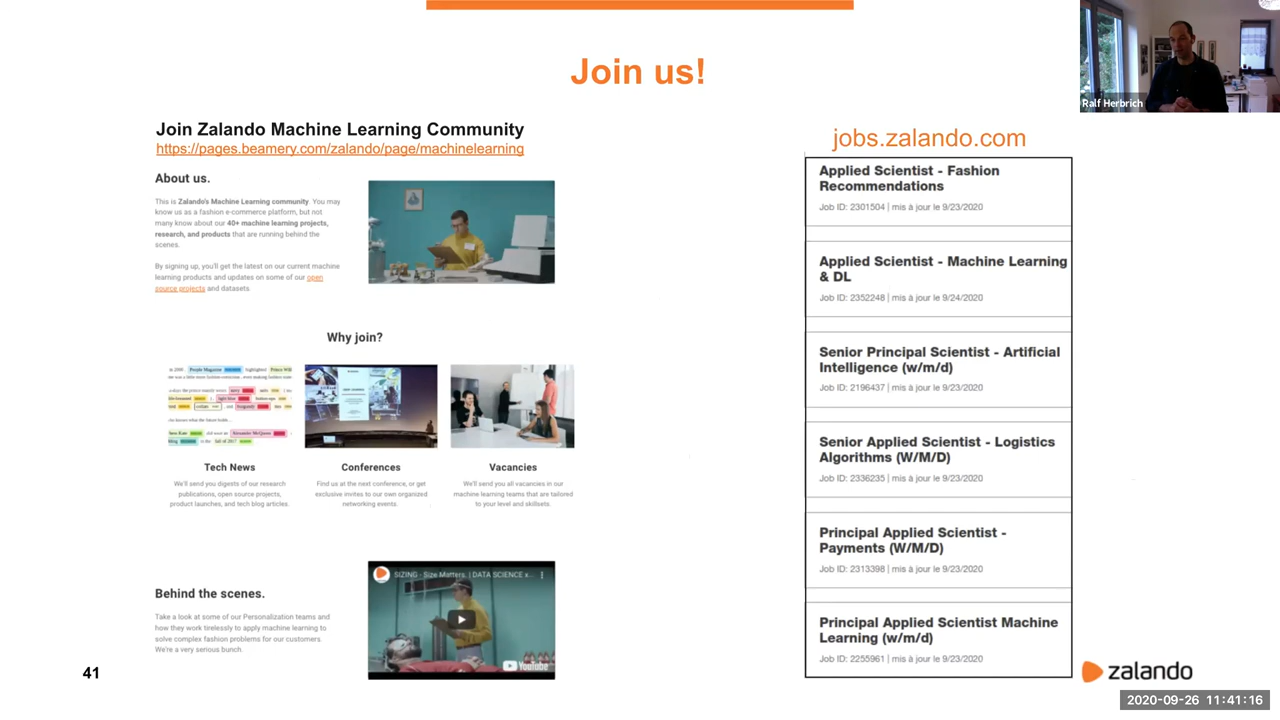 Join us!
Ralf Herbrich
Join Zalando Machine Learning Community
https://pages.beamery.com/zalando/page/machinelearning
About us.
This is Zalando's Machine Learning community. You may
know us as a fashion e-commerce platform, but not
many know about our 40+ machine learning projects,
research, and products that are running behind the
scenes.
By signing up, you'll get the latest on our current machine
learning products and updates on some of our open
source projects and datasets.
Why join?
Tech News
We'll send you digests of our research
publications, open source projects,
product launches, and tech blog articles.
Conferences
Find us at the next conference, or get
exclusive invites to our own organized
networking events.
Vacancies
We'll send you all vacancies in our
machine learning teams that are tailored
to your level and skillsets.
Behind the scenes.
Take a look at some of our Personalization teams and
how they work tirelessly to apply machine learning to
solve complex fashion problems for our customers.
We're a very serious bunch.
SIZING - Size Matters. | DATA SCIENCE x...
YouTube
jobs.zalando.com
Applied Scientist - Fashion
Recommendations
Job ID: 2301504 | mis à jour le 9/23/2020
Applied Scientist - Machine Learning
& DL
Job ID: 2352248 | mis à jour le 9/24/2020
Senior Principal Scientist - Artificial
Intelligence (w/m/d)
Job ID: 2196437 | mis à jour le 9/23/2020
Senior Applied Scientist - Logistics
Algorithms (W/M/D)
Job ID: 2336235 | mis à jour le 9/23/2020
Principal Applied Scientist -
Payments (W/M/D)
Job ID: 2313398 | mis à jour le 9/23/2020
Principal Applied Scientist Machine
Learning (w/m/d)
Job ID: 2255961 | mis à jour le 9/23/2020
41
zalando
2020-09-26 11:41:16